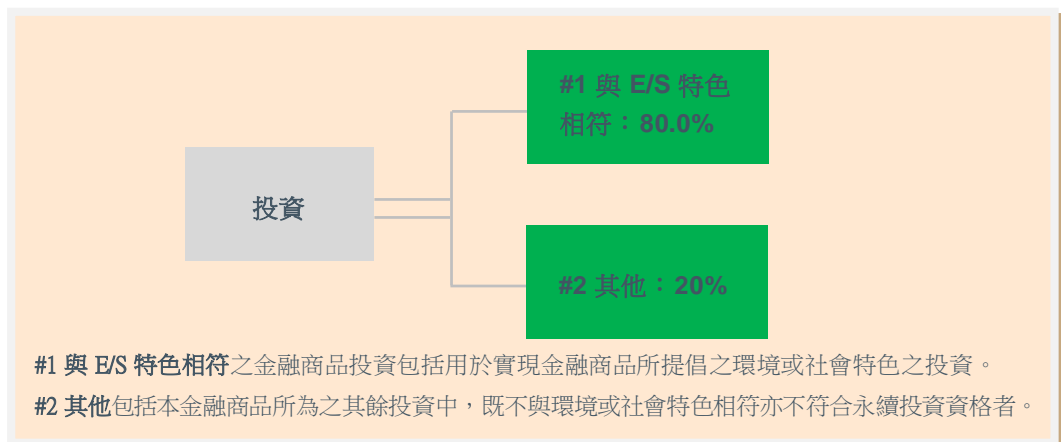 #1 與 E/S 特色
相符：80.0%
投資
#2 其他：20%
#1 與 E/S 特色相符之金融商品投資包括用於實現金融商品所提倡之環境或社會特色之投資。
#2 其他包括本金融商品所為之其餘投資中，既不與環境或社會特色相符亦不符合永續投資資格者。